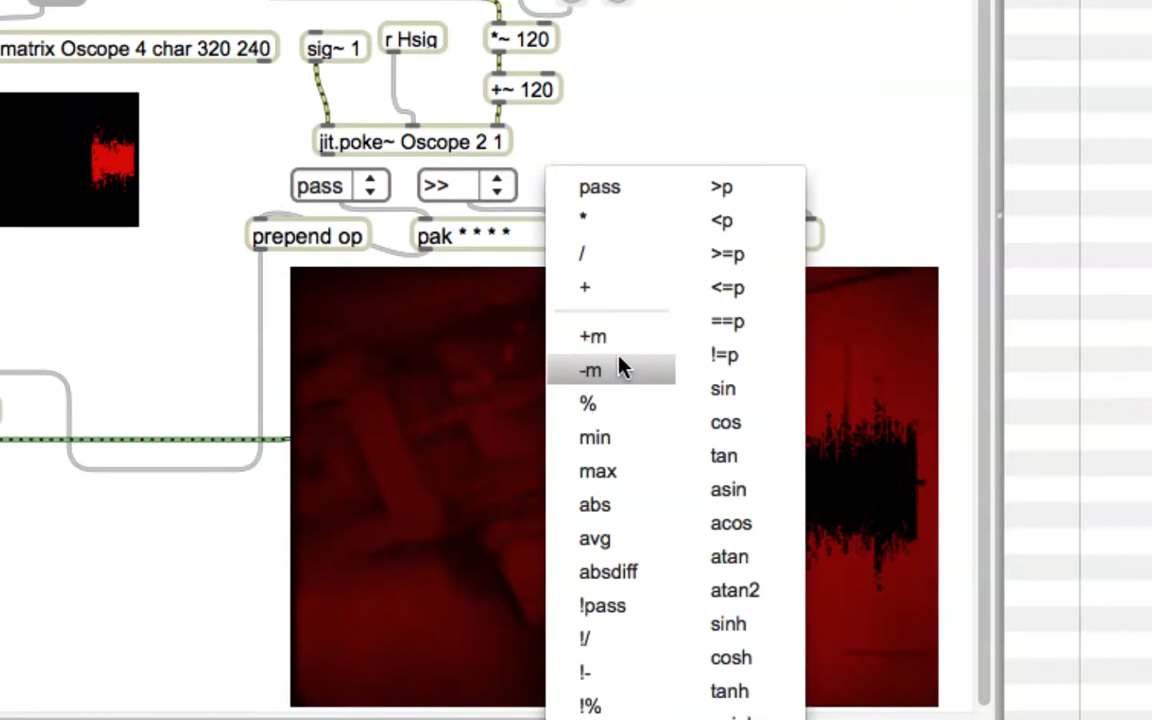 matrix Oscope 4 char 320 240
sig~ 1
r Hsig
*~ 120
+~ 120
jit.poke~ Oscope 2 1
pass
>>
prepend op
pak * * * *
pass
*
/
+
+m
-m
%
min
max
abs
avg
absdiff
!pass
!/
!-
!%
>p
<p
>=p
<=p
==p
!=p
sin
cos
tan
asin
acos
atan
atan2
sinh
cosh
tanh